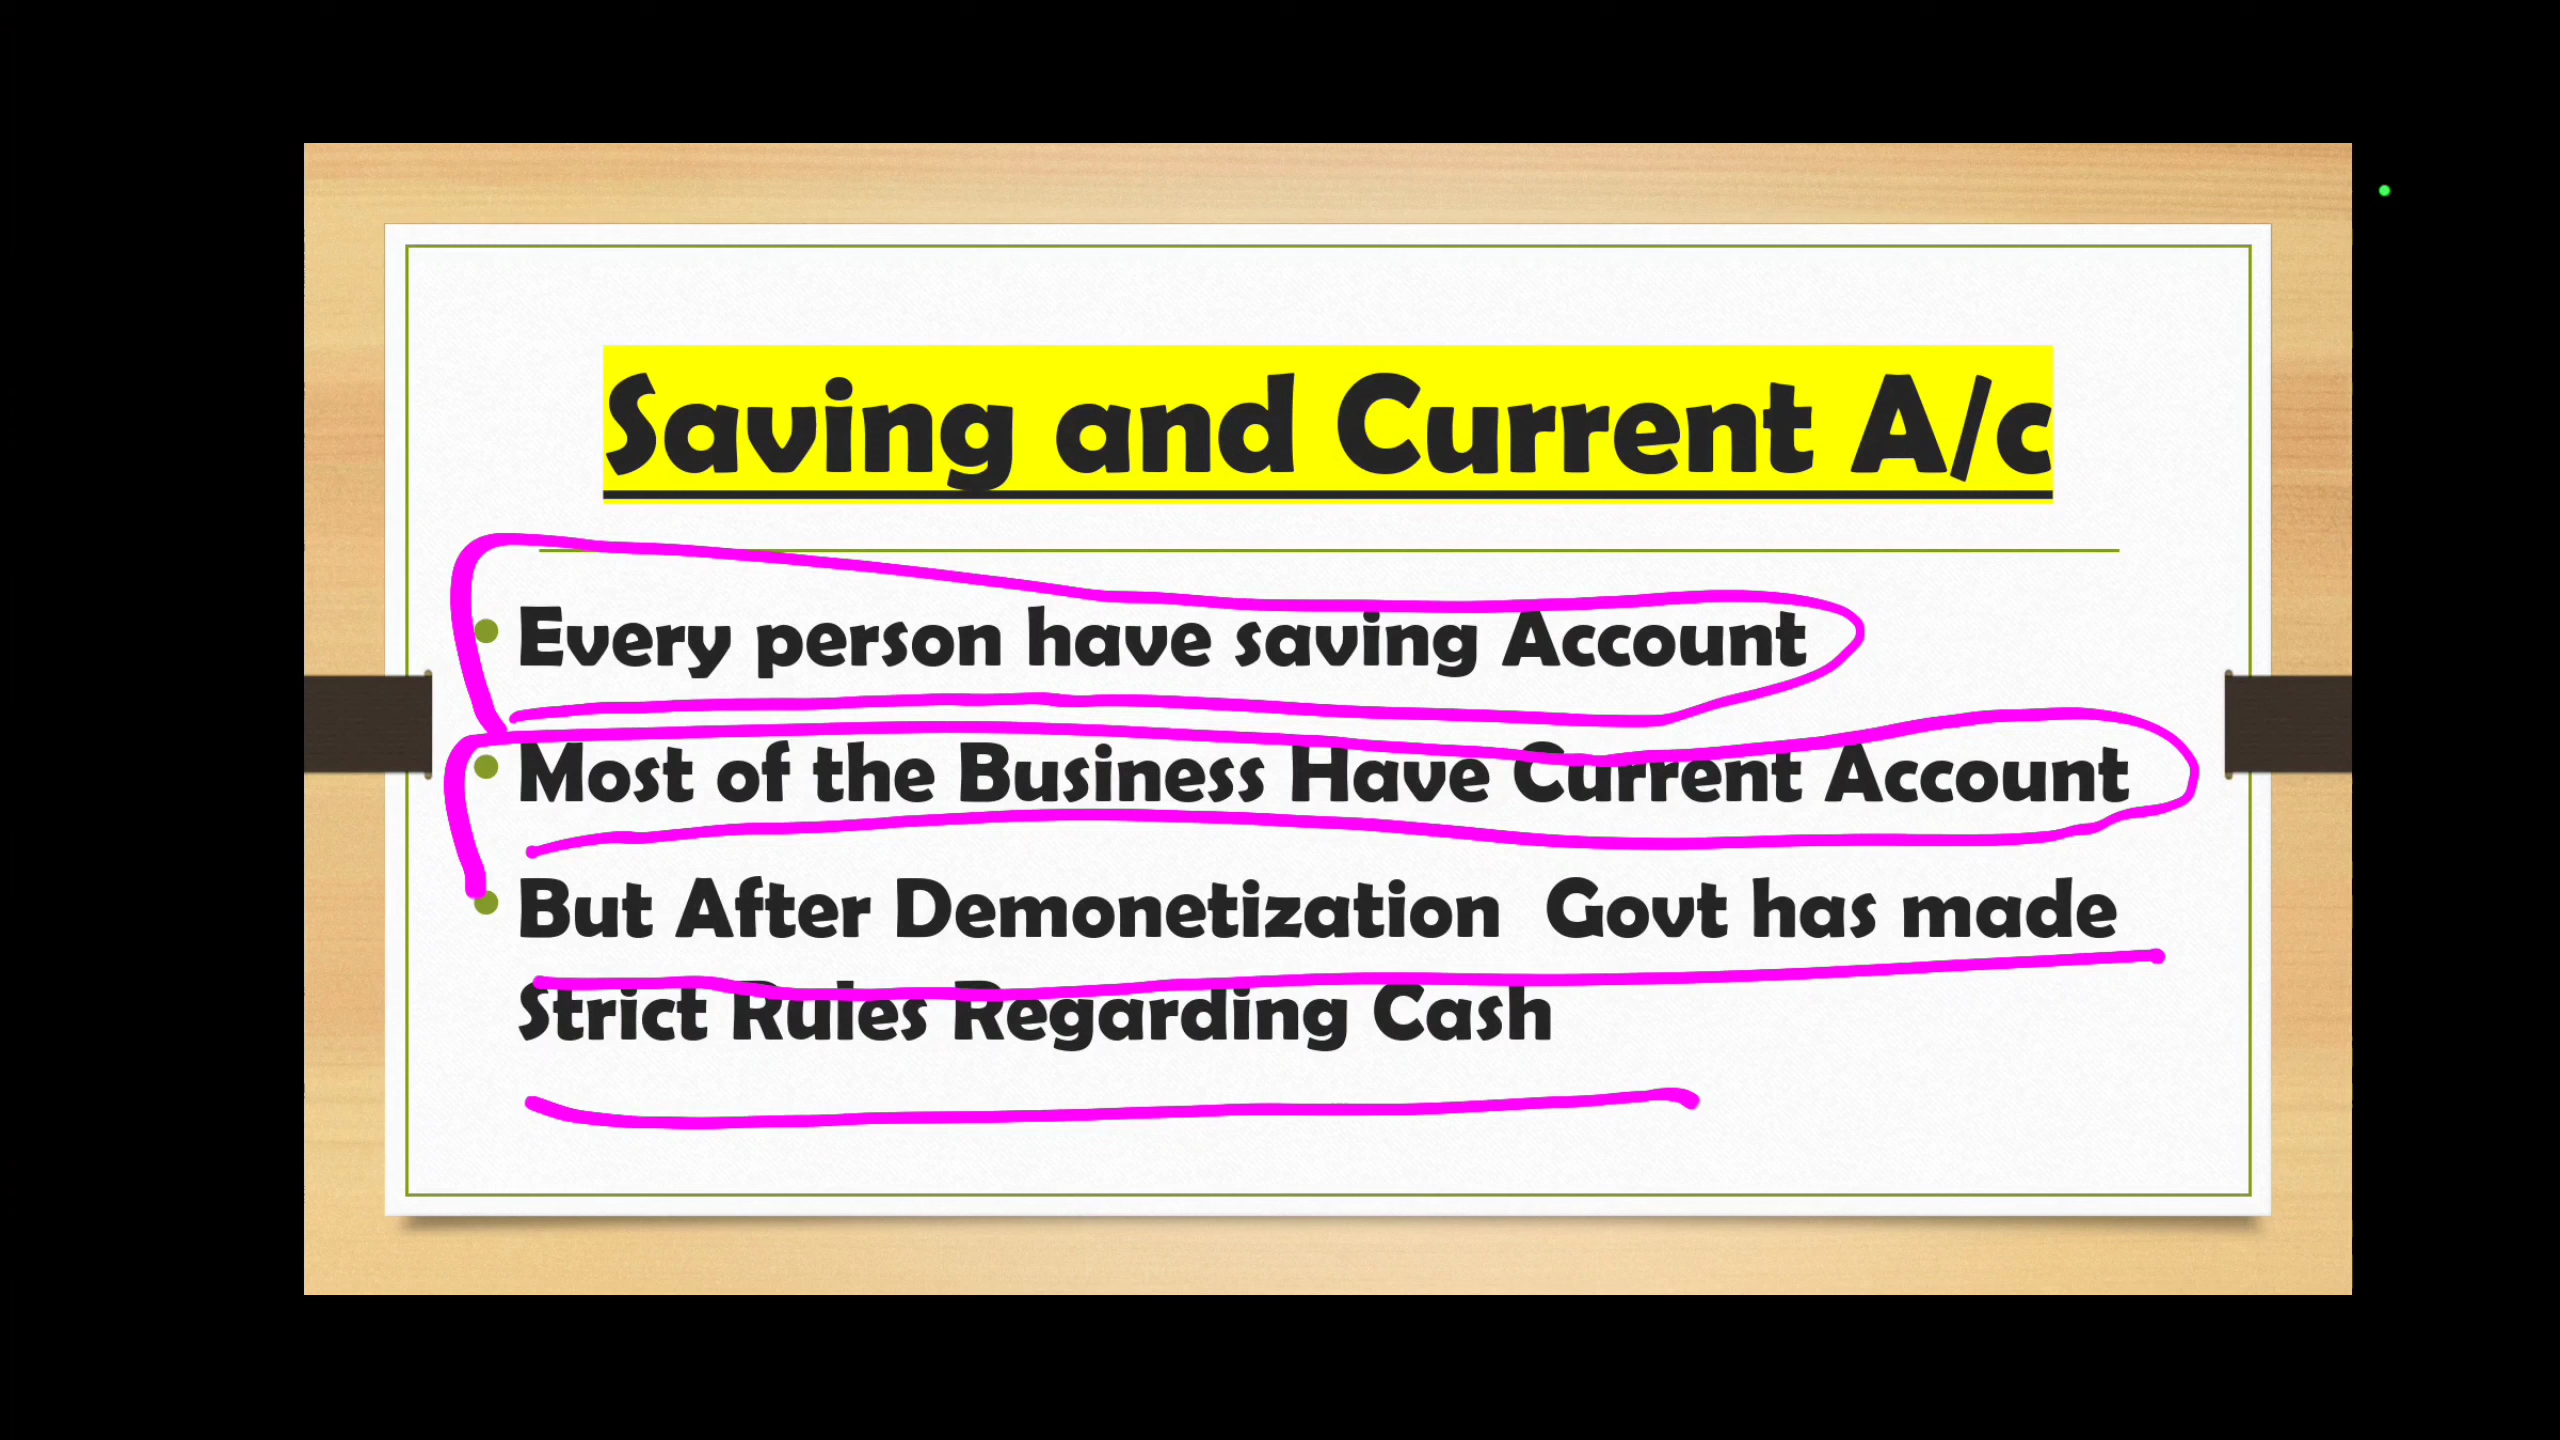 Saving and Current A/c
• Every person have saving Account
• Most of the Business Have Current Account
• But After Demonetization Govt has made
Strict Rules Regarding Cash